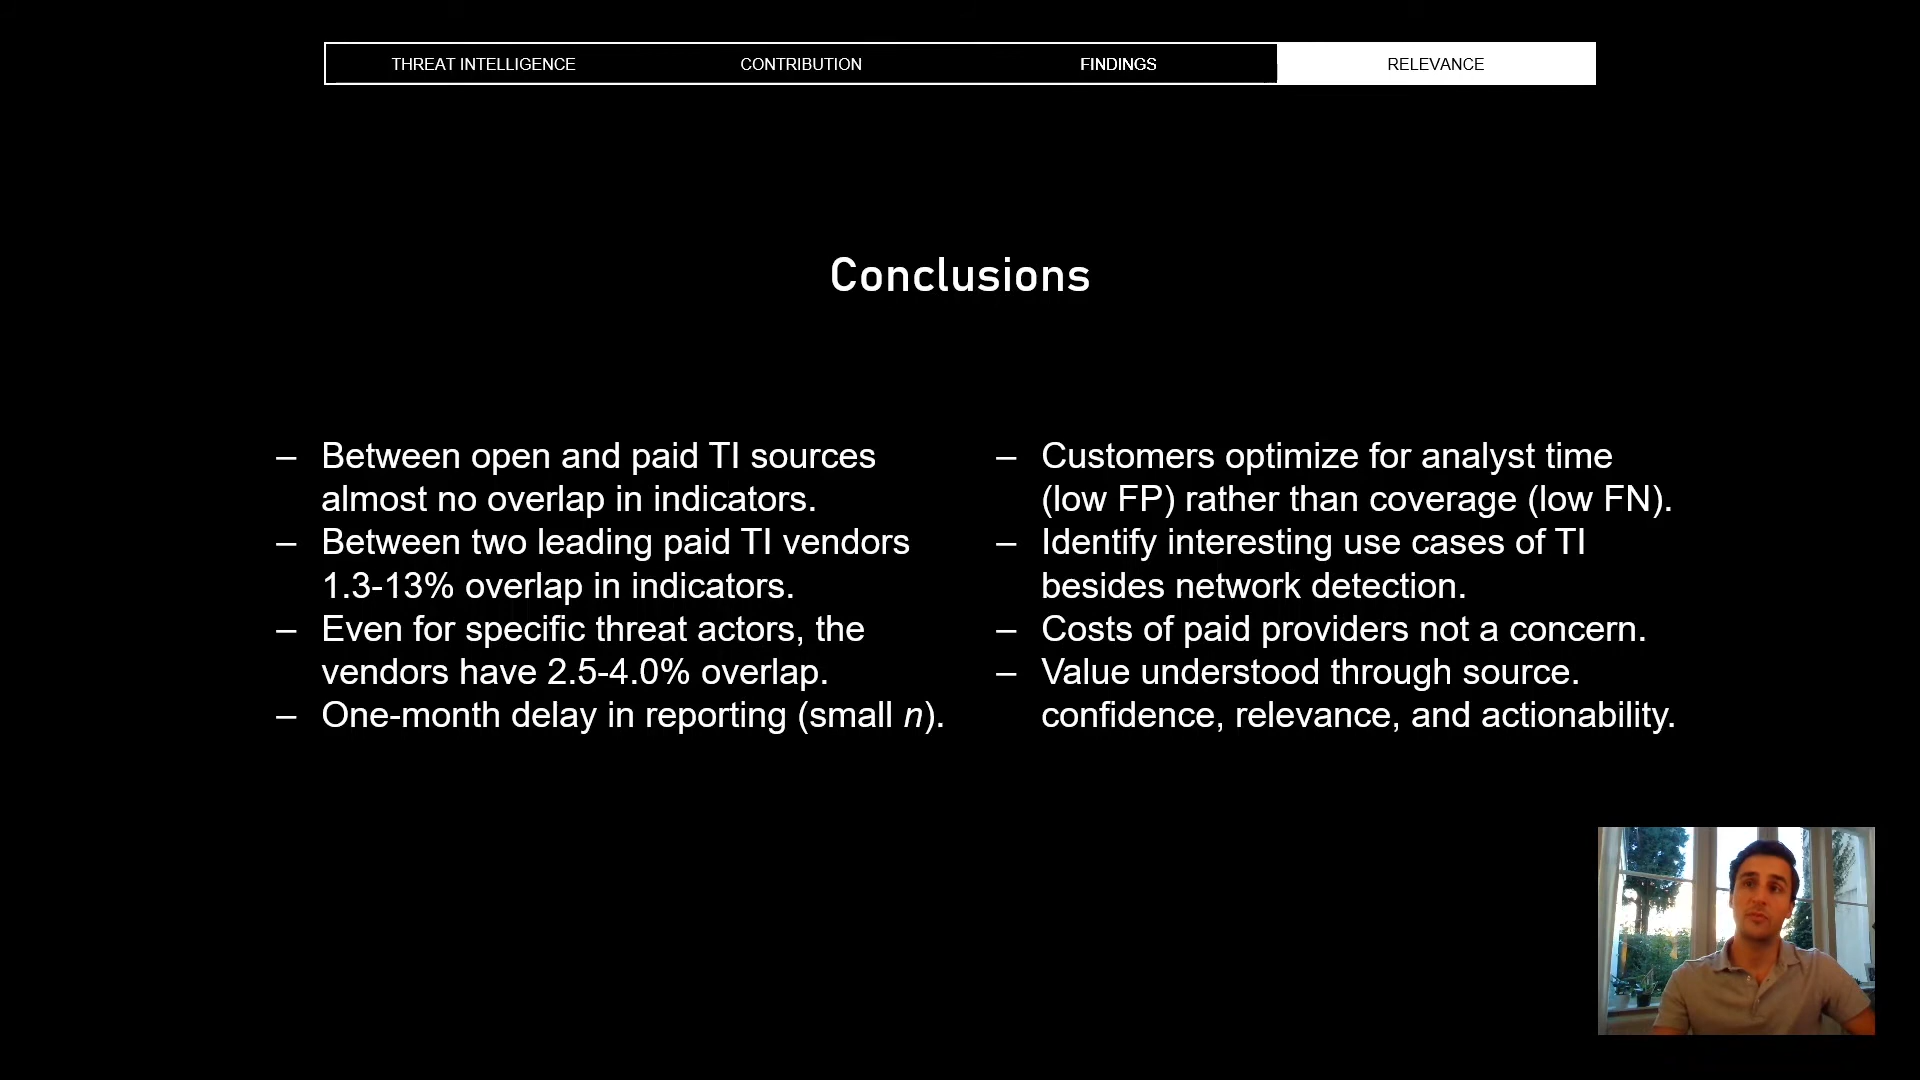 THREAT INTELLIGENCE
CONTRIBUTION
FINDINGS
RELEVANCE
Conclusions
– Between open and paid TI sources
almost no overlap in indicators.
– Between two leading paid TI vendors
1.3-13% overlap in indicators.
– Even for specific threat actors, the
vendors have 2.5-4.0% overlap.
– One-month delay in reporting (small n).
– Customers optimize for analyst time
(low FP) rather than coverage (low FN).
– Identify interesting use cases of TI
besides network detection.
– Costs of paid providers not a concern.
– Value understood through source.
confidence, relevance, and actionability.